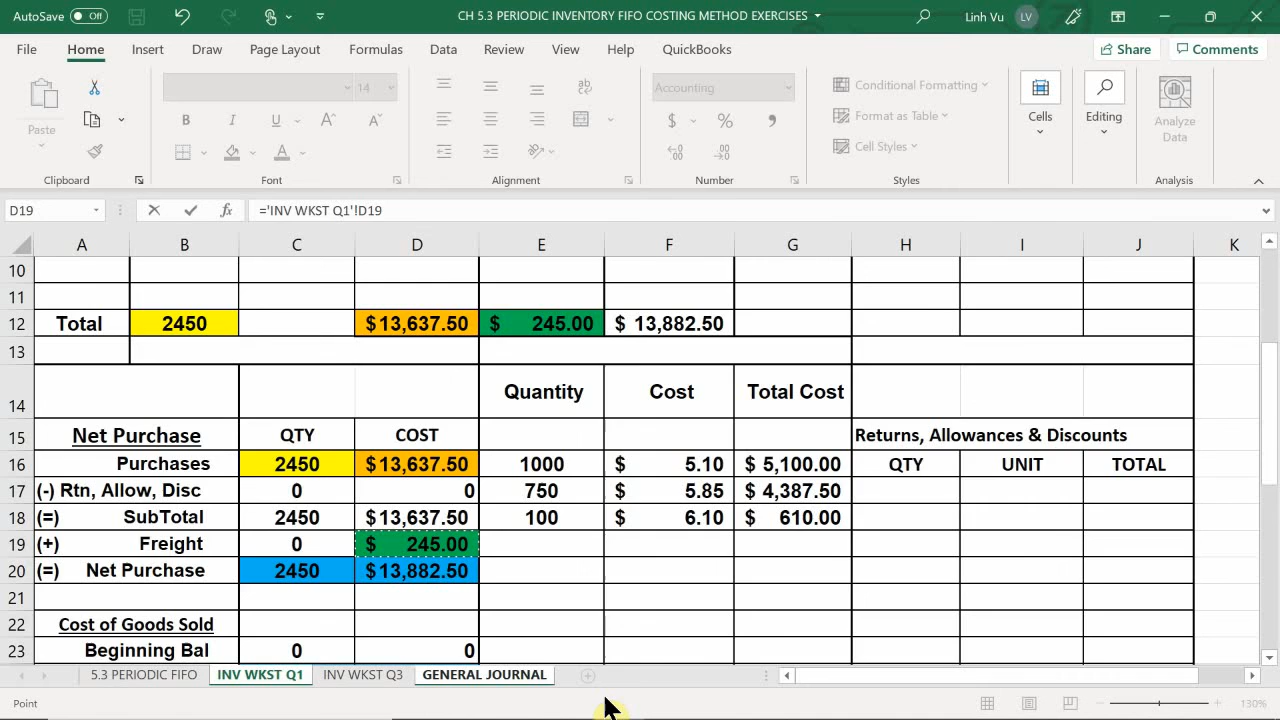 AutoSave Off CH 5.3 PERIODIC INVENTORY FIFO COSTING METHOD EXERCISES Linh Vu LV
File Home Insert Draw Page Layout Formulas Data Review View Help QuickBooks Share Comments
14 Accounting Conditional Formatting
Format as Table
Cell Styles
Paste B I U A A $ % , Cells Editing Analyze Data
Clipboard Font Alignment Number Styles Analysis
D19 fx ='INV WKST Q1'!D19
A B C D E F G H I J K
10
11
12 Total 2450 $13,637.50 $ 245.00 $ 13,882.50
13
14 Quantity Cost Total Cost
15 Net Purchase QTY COST Returns, Allowances & Discounts
16 Purchases 2450 $13,637.50 1000 $ 5.10 $ 5,100.00 QTY UNIT TOTAL
17 (-) Rtn, Allow, Disc 0 0 750 $ 5.85 $ 4,387.50
18 (=) SubTotal 2450 $13,637.50 100 $ 6.10 $ 610.00
19 (+) Freight 0 $ 245.00
20 (=) Net Purchase 2450 $13,882.50
21
22 Cost of Goods Sold
23 Beginning Bal 0 0
5.3 PERIODIC FIFO INV WKST Q1 INV WKST Q3 GENERAL JOURNAL
Point 130%